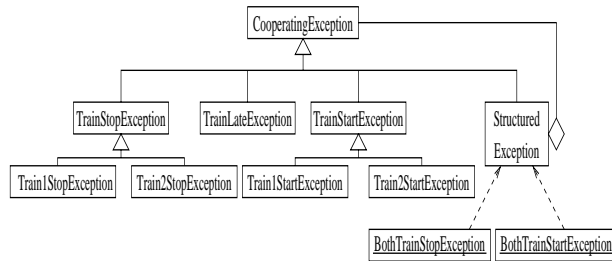 CooperatingException
TrainStopException
TrainLateException
TrainStartException
Structured
Exception
Train1StopException
Train2StopException
Train1StartException
Train2StartException
BothTrainStopException
BothTrainStartException